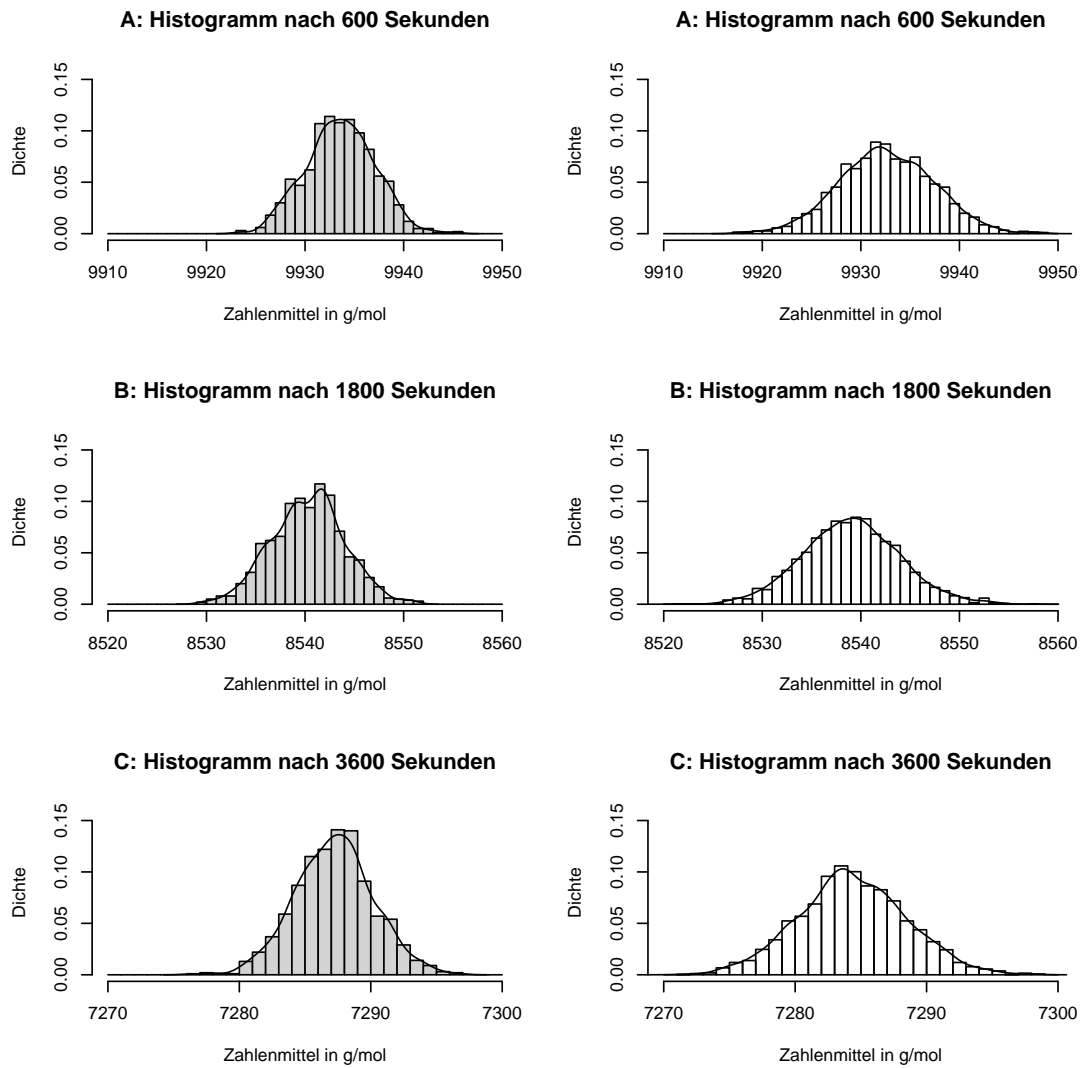 A: Histogramm nach 600 Sekunden
Dichte
0.00 0.05 0.10 0.15
9910 9920 9930 9940 9950
Zahlenmittel in g/mol
A: Histogramm nach 600 Sekunden
Dichte
0.00 0.05 0.10 0.15
9910 9920 9930 9940 9950
Zahlenmittel in g/mol
B: Histogramm nach 1800 Sekunden
Dichte
0.00 0.05 0.10 0.15
8520 8530 8540 8550 8560
Zahlenmittel in g/mol
B: Histogramm nach 1800 Sekunden
Dichte
0.00 0.05 0.10 0.15
8520 8530 8540 8550 8560
Zahlenmittel in g/mol
C: Histogramm nach 3600 Sekunden
Dichte
0.00 0.05 0.10 0.15
7270 7280 7290 7300
Zahlenmittel in g/mol
C: Histogramm nach 3600 Sekunden
Dichte
0.00 0.05 0.10 0.15
7270 7280 7290 7300
Zahlenmittel in g/mol